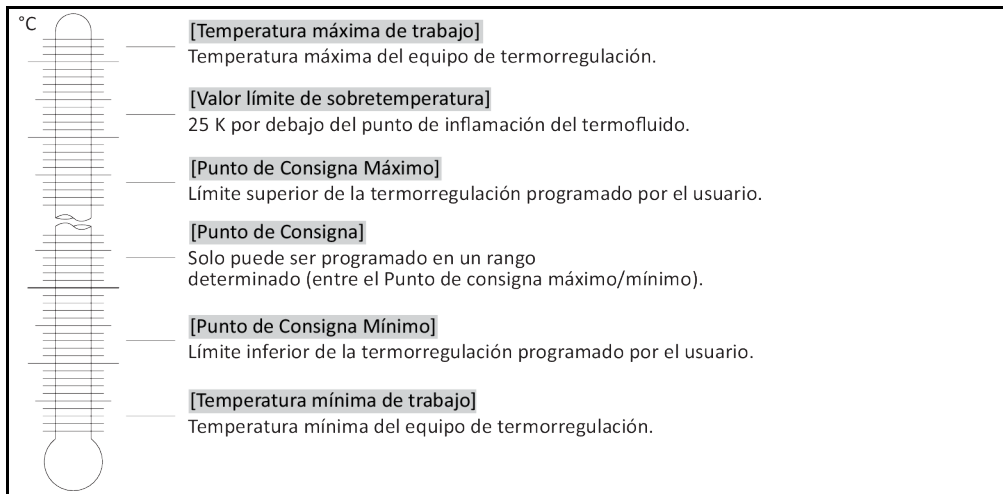 °C
[Temperatura máxima de trabajo]
Temperatura máxima del equipo de termorregulación.
[Valor límite de sobretemperatura]
25 K por debajo del punto de inflamación del termofluido.
[Punto de Consigna Máximo]
Límite superior de la termorregulación programado por el usuario.
[Punto de Consigna]
Solo puede ser programado en un rango
determinado (entre el Punto de consigna máximo/mínimo).
[Punto de Consigna Mínimo]
Límite inferior de la termorregulación programado por el usuario.
[Temperatura mínima de trabajo]
Temperatura mínima del equipo de termorregulación.